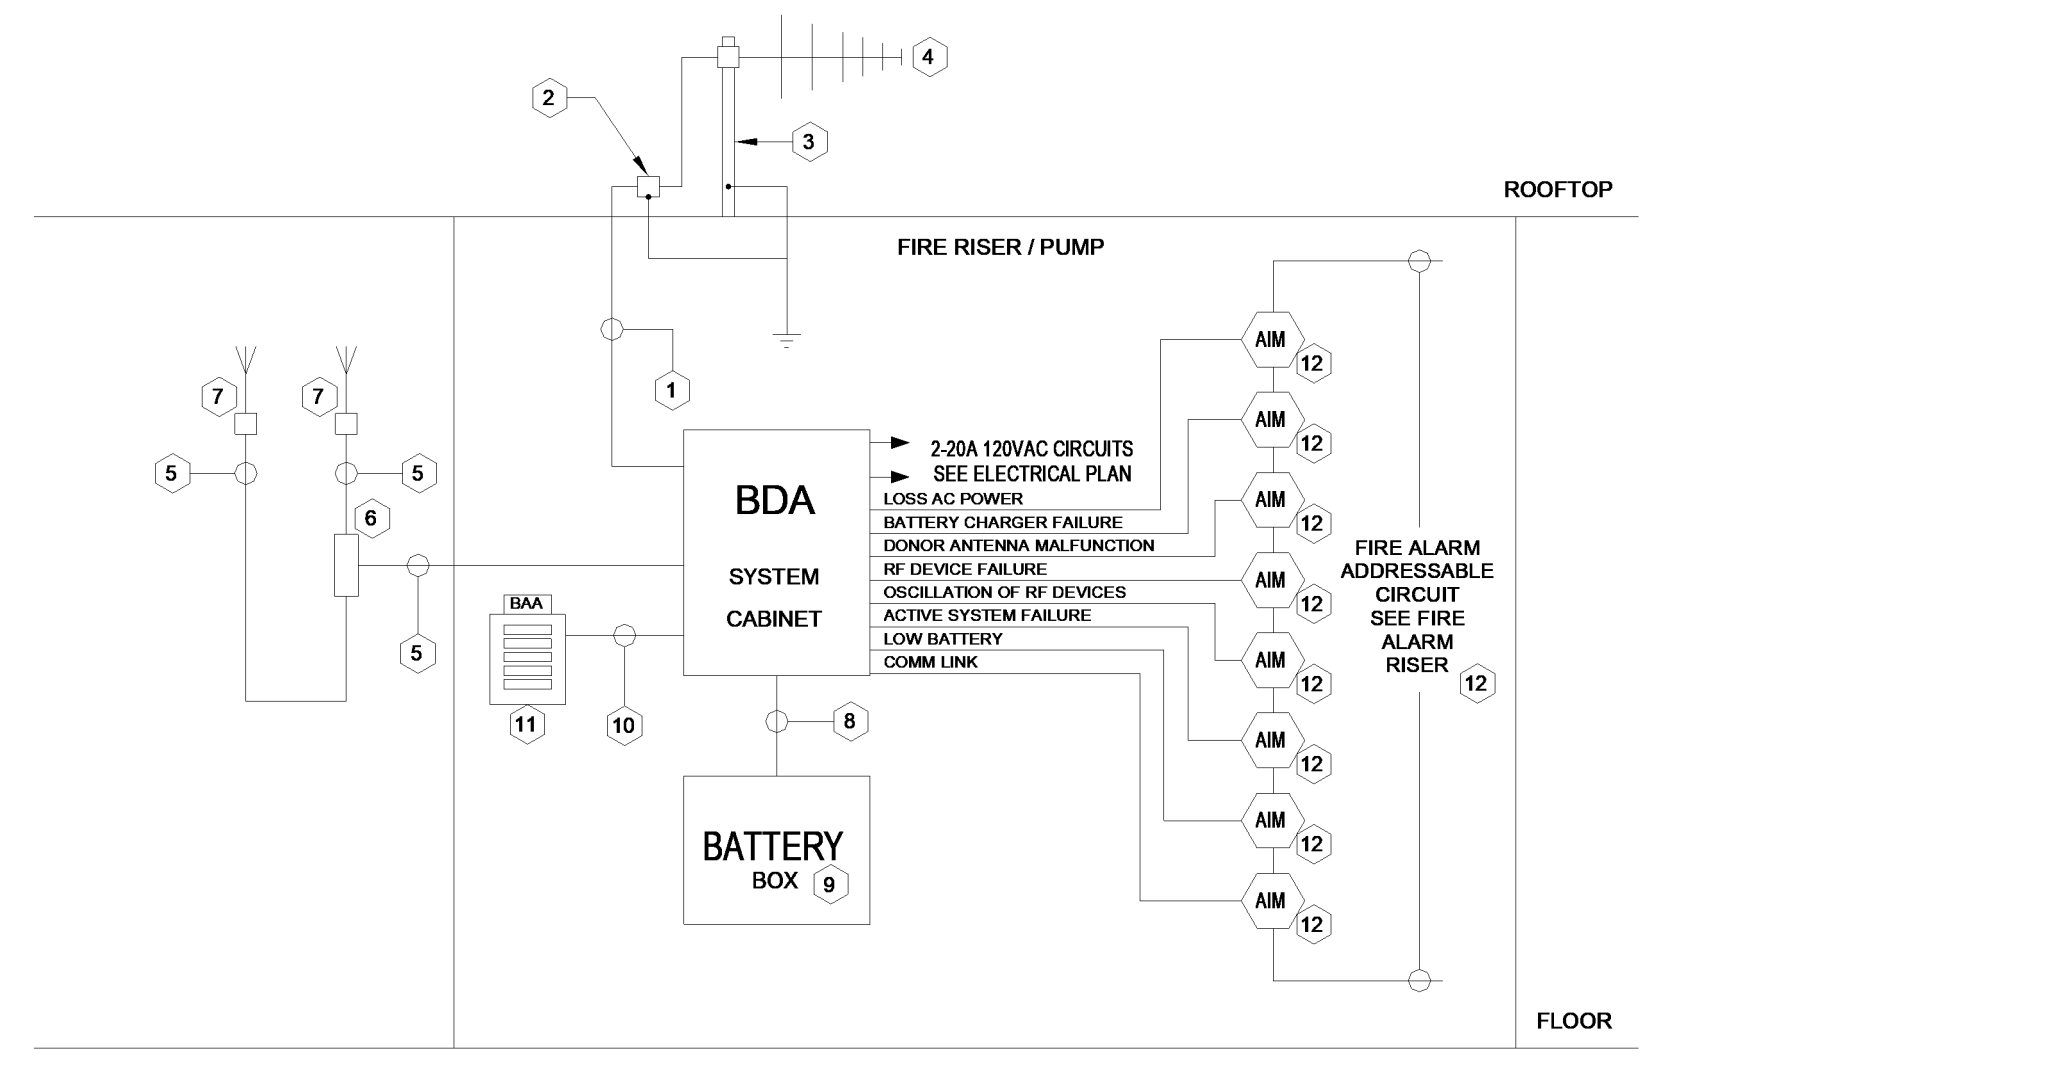 4
2
3
ROOFTOP
FIRE RISER / PUMP
1
AIM
12
7
7
AIM
12
5
5
6
2-20A 120VAC CIRCUITS
SEE ELECTRICAL PLAN
BDA
SYSTEM
CABINET
LOSS AC POWER
BATTERY CHARGER FAILURE
DONOR ANTENNA MALFUNCTION
RF DEVICE FAILURE
OSCILLATION OF RF DEVICES
ACTIVE SYSTEM FAILURE
LOW BATTERY
COMM LINK
AIM
12
AIM
12
FIRE ALARM
ADDRESSABLE
CIRCUIT
SEE FIRE
ALARM
RISER
12
BAA
5
11
10
8
AIM
12
AIM
12
AIM
12
AIM
12
BATTERY
BOX
9
FLOOR